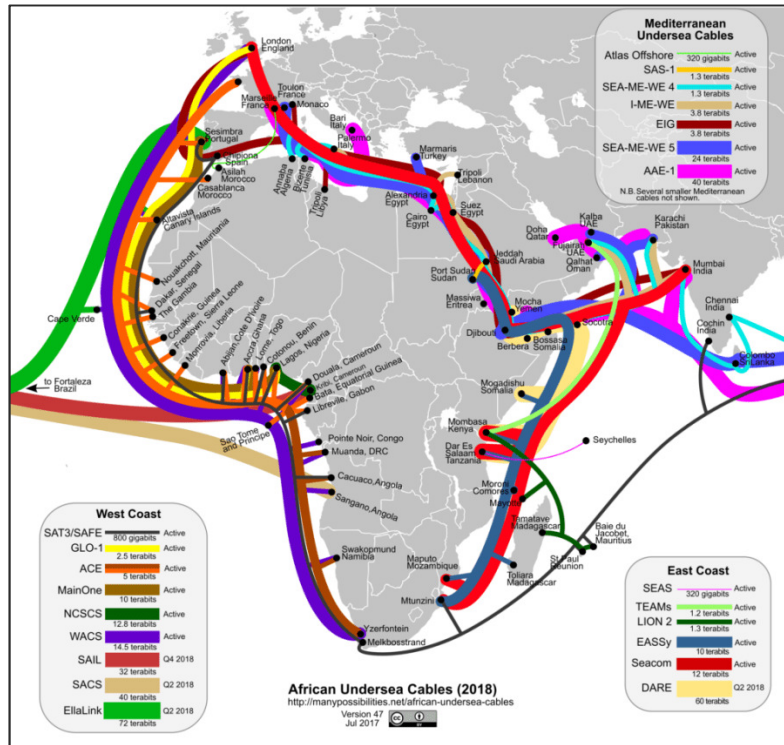 London
England
Toulon
France
Marseille
France
Monaco
Bari
Italy
Palermo
Italy
Sesimbra
Portugal
Chipiona
Spain
Asilah
Morocco
Casablanca
Morocco
Annaba
Algeria
Bizerte
Tunisia
Tripoli
Libya
Marmaris
Turkey
Tripoli
Lebanon
Alexandria
Egypt
Cairo
Egypt
Suez
Egypt
Altavista
Canary Islands
Nouakchott, Mauritania
Dakar, Senegal
The Gambia
Cape Verde
Conakrie, Guinea
Freetown, Sierra Leone
Monrovia, Liberia
Abijan,Cote D'Ivoire
Accra,Ghana
Lome, Togo
Cotonou, Benin
Lagos, Nigeria
Douala, Cameroun
Kribi, Cameroun
Bata, Equatorial Guinea
Libreville, Gabon
Sao Tome
and Principe
to Fortaleza
Brazil
Pointe Noir, Congo
Muanda, DRC
Cacuaco,Angola
Sangano,Angola
Swakopmund
Namibia
Yzerfontein
Melkbosstrand
Jeddah
Saudi Arabia
Port Sudan
Sudan
Massiwa
Eritrea
Mocha
Yemen
Djibouti
Berbera
Bossasa
Somalia
Socotra
Doha
Qatar
Kalba
UAE
Fujairah
UAE
Qalhat
Oman
Karachi
Pakistan
Mumbai
India
Chennai
India
Cochin
India
Colombo
Sri Lanka
Mogadishu
Somalia
Mombasa
Kenya
Dar Es
Salaam
Tanzania
Seychelles
Moroni
Comores
Mayotte
Tamatave
Madagascar
Baie du
Jacobet,
Mauritius
St Paul
Reunion
Toliara
Madagascar
Maputo
Mozambique
Mtunzini
Mediterranean
Undersea Cables
Atlas Offshore 320 gigabits Active
SAS-1 1.3 terabits Active
SEA-ME-WE 4 1.3 terabits Active
I-ME-WE 3.8 terabits Active
EIG 3.8 terabits Active
SEA-ME-WE 5 24 terabits Active
AAE-1 40 terabits Active
N.B. Several smaller Mediterranean
cables not shown.
West Coast
SAT3/SAFE 800 gigabits Active
GLO-1 2.5 terabits Active
ACE 5 terabits Active
MainOne 10 terabits Active
NCSCS 12.8 terabits Active
WACS 14.5 terabits Active
SAIL 32 terabits Q4 2018
SACS 40 terabits Q2 2018
EllaLink 72 terabits Q2 2018
East Coast
SEAS 320 gigabits Active
TEAMs 1.2 terabits Active
LION 2 1.3 terabits Active
EASSy 10 terabits Active
Seacom 12 terabits Active
DARE 60 terabits Q2 2018
African Undersea Cables (2018)
http://manypossibilities.net/african-undersea-cables
Version 47
Jul 2017